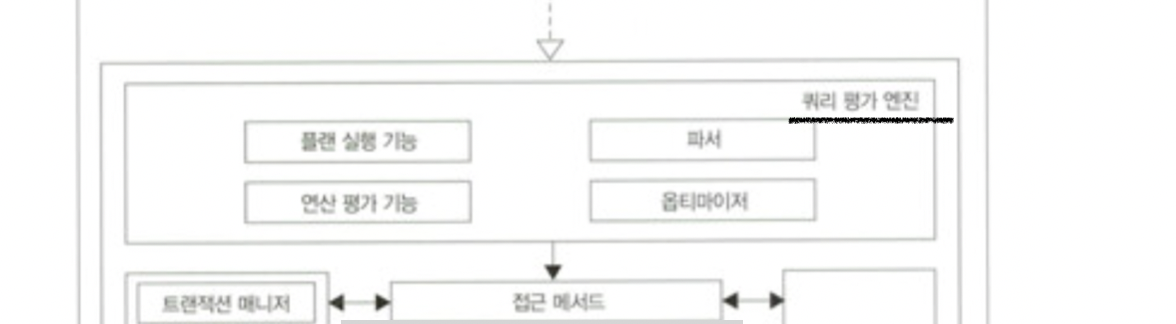 쿼리 평가 엔진
플랜 실행 기능
파서
연산 평가 기능
옵티마이저
트랜잭션 매니저
접근 메서드